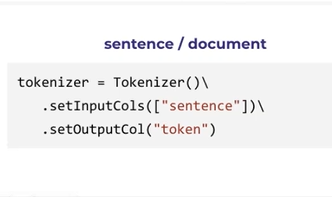 sentence / document
tokenizer = Tokenizer()\
.setInputCols(["sentence"])\
.setOutputCol("token")